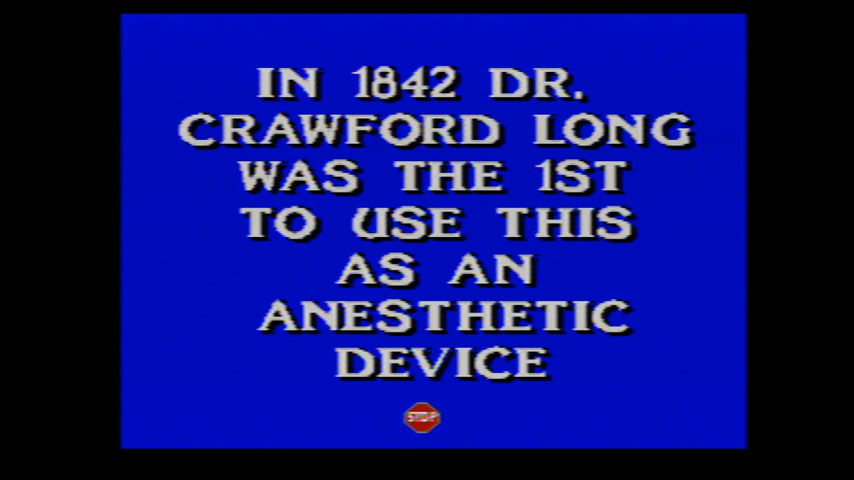 IN 1842 DR.
CRAWFORD LONG
WAS THE 1ST
TO USE THIS
AS AN
ANESTHETIC
DEVICE
STOP